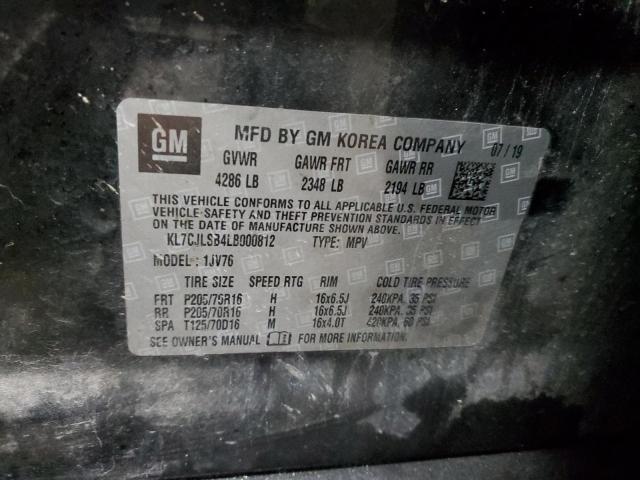 GM
MFD BY GM KOREA COMPANY 07/19
GVWR GAWR FRT GAWR RR
4286 LB 2348 LB 2194 LB
THIS VEHICLE CONFORMS TO ALL APPLICABLE U.S. FEDERAL MOTOR
VEHICLE-SAFETY AND THEFT PREVENTION STANDARDS IN EFFECT
ON THE DATE OF MANUFACTURE SHOWN ABOVE.
KL7CJLSB4LB000812 TYPE: MPV
MODEL: 1JV76
TIRE SIZE SPEED RTG RIM COLD TIRE PRESSURE
FRT P205/70R16 H 16x6.5J 240KPA, 35 PSI
RR P205/70R16 H 16x6.5J 240KPA, 35 PSI
SPA T125/70D16 M 16x4.0T 420KPA, 60 PSI
SEE OWNER'S MANUAL FOR MORE INFORMATION.